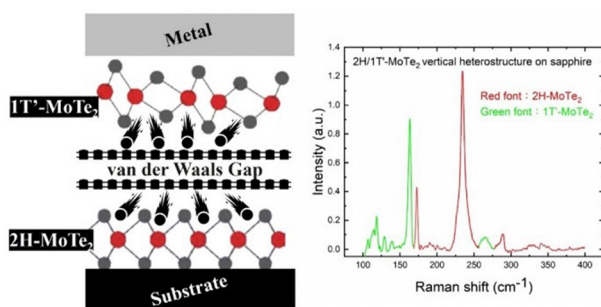 Metal
1T'-MoTe2
van der Waals Gap
2H-MoTe2
Substrate
2H/1T'-MoTe2 vertical heterostructure on sapphire
Red font : 2H-MoTe2
Green font : 1T'-MoTe2
Intensity (a.u.)
1.4
1.2
1.0
0.8
0.6
0.4
0.2
0.0
100 150 200 250 300 350 400
Raman shift (cm-1)